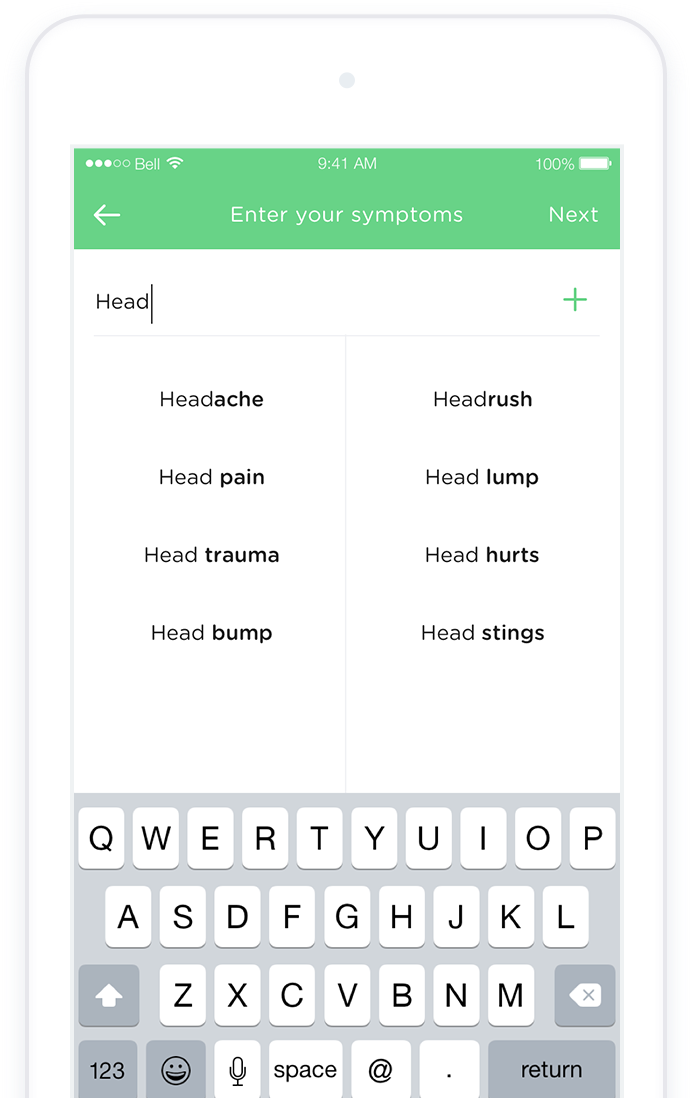 Bell 9:41 AM 100%
Enter your symptoms Next
Head
Headache Headrush
Head pain Head lump
Head trauma Head hurts
Head bump Head stings
Q W E R T Y U I O P
A S D F G H J K L
Z X C V B N M
123 space @ . return